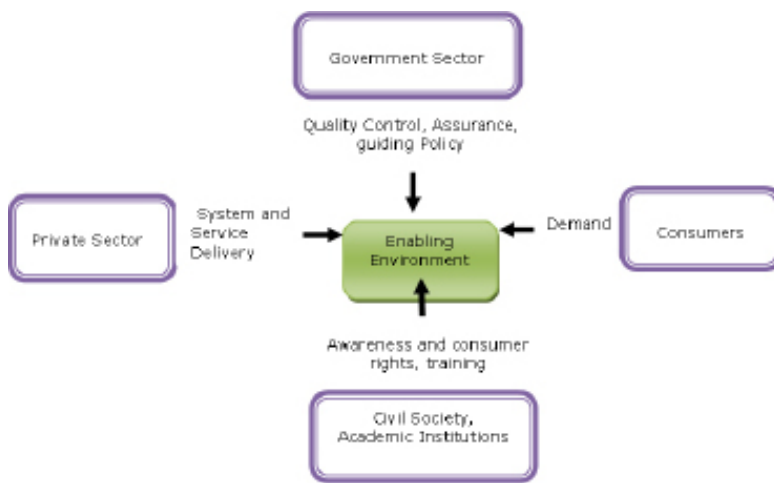 Government Sector
Quality Control, Assurance,
guiding Policy
Private Sector
System and
Service
Delivery
Enabling
Environment
Demand
Consumers
Awareness and consumer
rights, training
Civil Society,
Academic Institutions